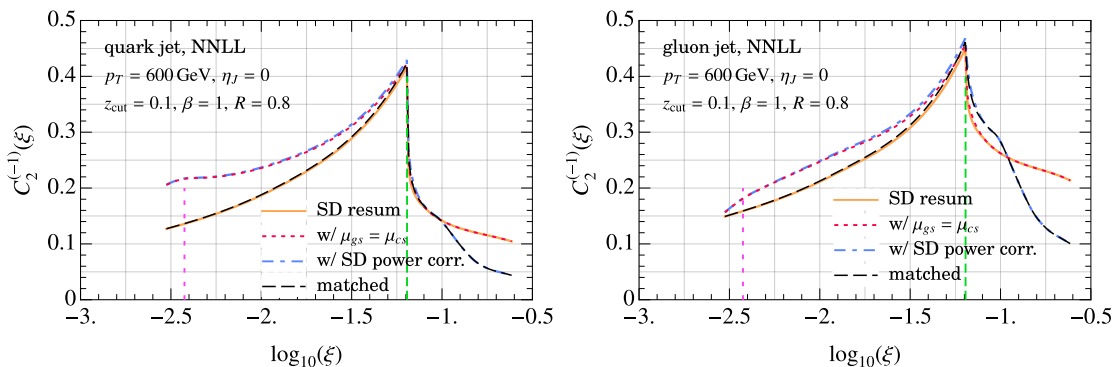 quark jet, NNLL
p_T = 600 GeV, η_J = 0
z_cut = 0.1, β = 1, R = 0.8
C_2^(−1)(ξ)
0.5
0.4
0.3
0.2
0.1
0
SD resum
w/ μ_gs = μ_cs
w/ SD power corr.
matched
−3. −2.5 −2. −1.5 −1. −0.5
log₁₀(ξ)
gluon jet, NNLL
p_T = 600 GeV, η_J = 0
z_cut = 0.1, β = 1, R = 0.8
C_2^(−1)(ξ)
0.5
0.4
0.3
0.2
0.1
0
SD resum
w/ μ_gs = μ_cs
w/ SD power corr.
matched
−3. −2.5 −2. −1.5 −1. −0.5
log₁₀(ξ)